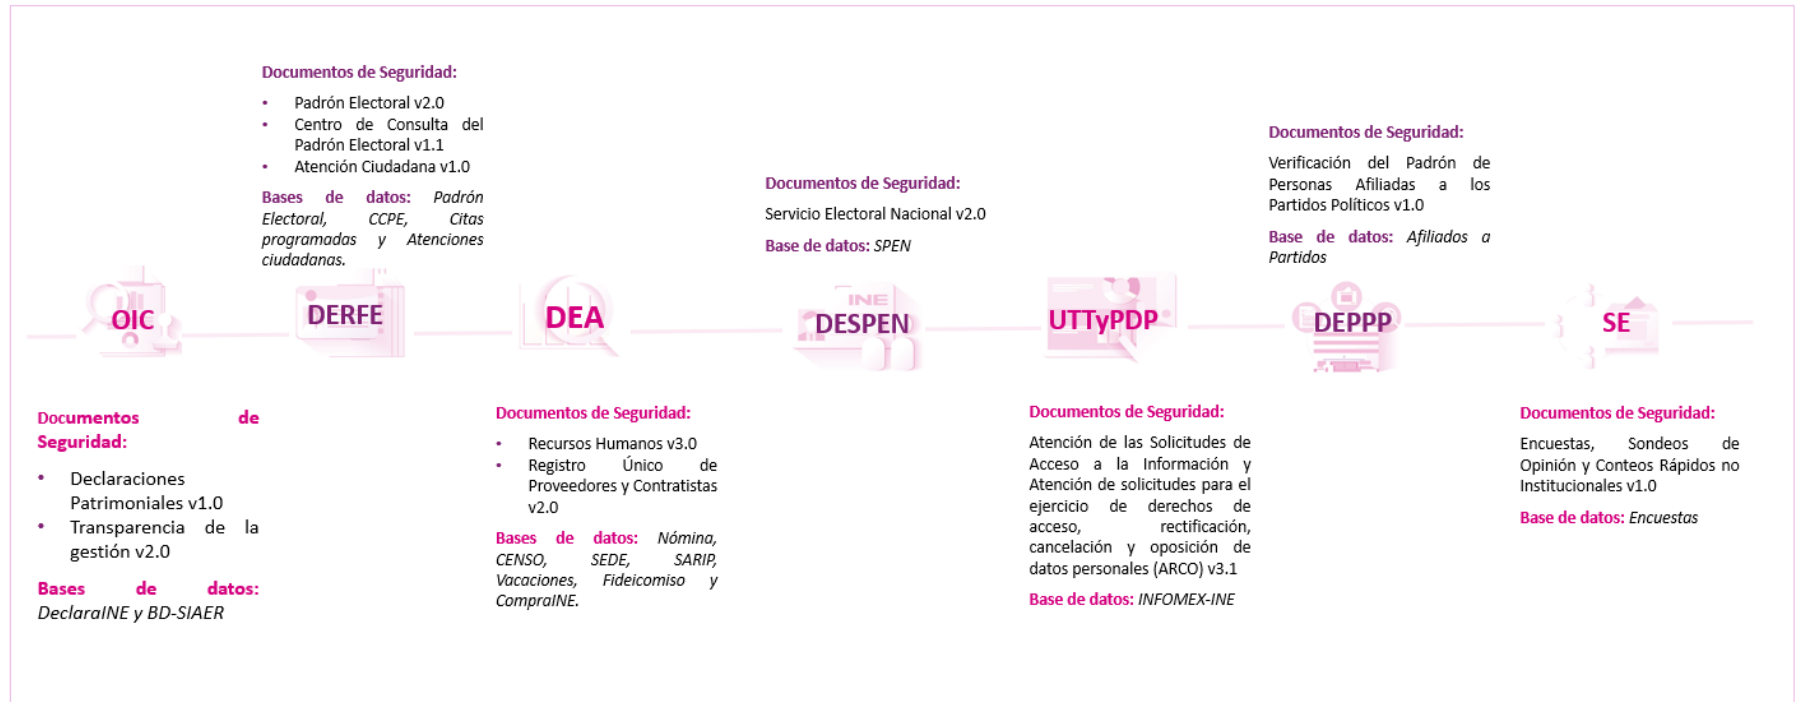 Documentos de Seguridad:
• Padrón Electoral v2.0
• Centro de Consulta del
Padrón Electoral v1.1
• Atención Ciudadana v1.0
Bases de datos: Padrón
Electoral, CCPE, Citas
programadas y Atenciones
ciudadanas.
Documentos de Seguridad:
Servicio Electoral Nacional v2.0
Base de datos: SPEN
Documentos de Seguridad:
Verificación del Padrón de
Personas Afiliadas a los
Partidos Políticos v1.0
Base de datos: Afiliados a
Partidos
OIC
DERFE
DEA
INE
DESPEN
UTTyPDP
DEPPP
SE
Documentos de
Seguridad:
• Declaraciones
Patrimoniales v1.0
• Transparencia de la
gestión v2.0
Bases de datos:
DeclaraINE y BD-SIAER
Documentos de Seguridad:
• Recursos Humanos v3.0
• Registro Único de
Proveedores y Contratistas
v2.0
Bases de datos: Nómina,
CENSO, SEDE, SARIP,
Vacaciones, Fideicomiso y
CompraINE.
Documentos de Seguridad:
Atención de las Solicitudes de
Acceso a la Información y
Atención de solicitudes para el
ejercicio de derechos de
acceso, rectificación,
cancelación y oposición de
datos personales (ARCO) v3.1
Base de datos: INFOMEX-INE
Documentos de Seguridad:
Encuestas, Sondeos de
Opinión y Conteos Rápidos no
Institucionales v1.0
Base de datos: Encuestas